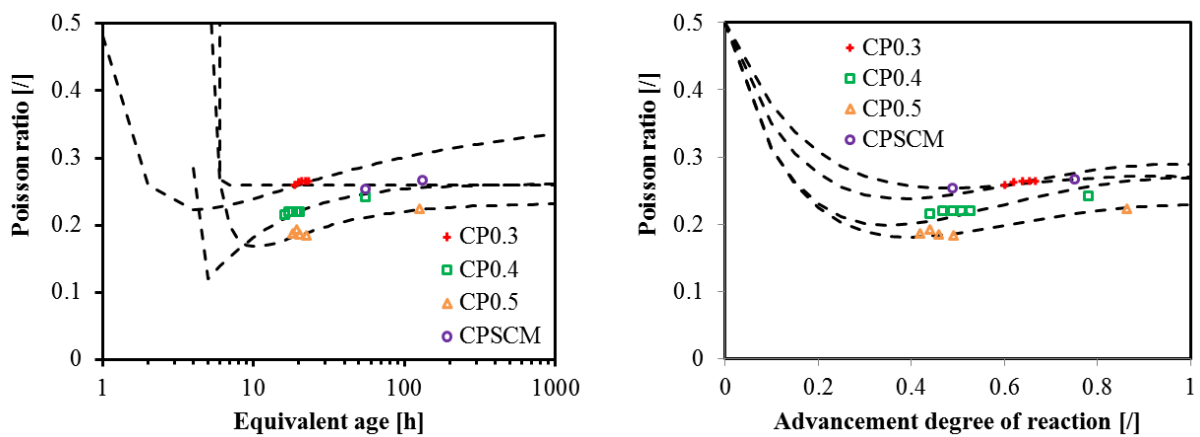 0.5
0.4
0.3
0.2
0.1
0
Poisson ratio [/]
1
10
100
1000
Equivalent age [h]
CP0.3
CP0.4
CP0.5
CPSCM
0.5
0.4
0.3
0.2
0.1
0
Poisson ratio [/]
0
0.2
0.4
0.6
0.8
1
Advancement degree of reaction [/]
CP0.3
CP0.4
CP0.5
CPSCM